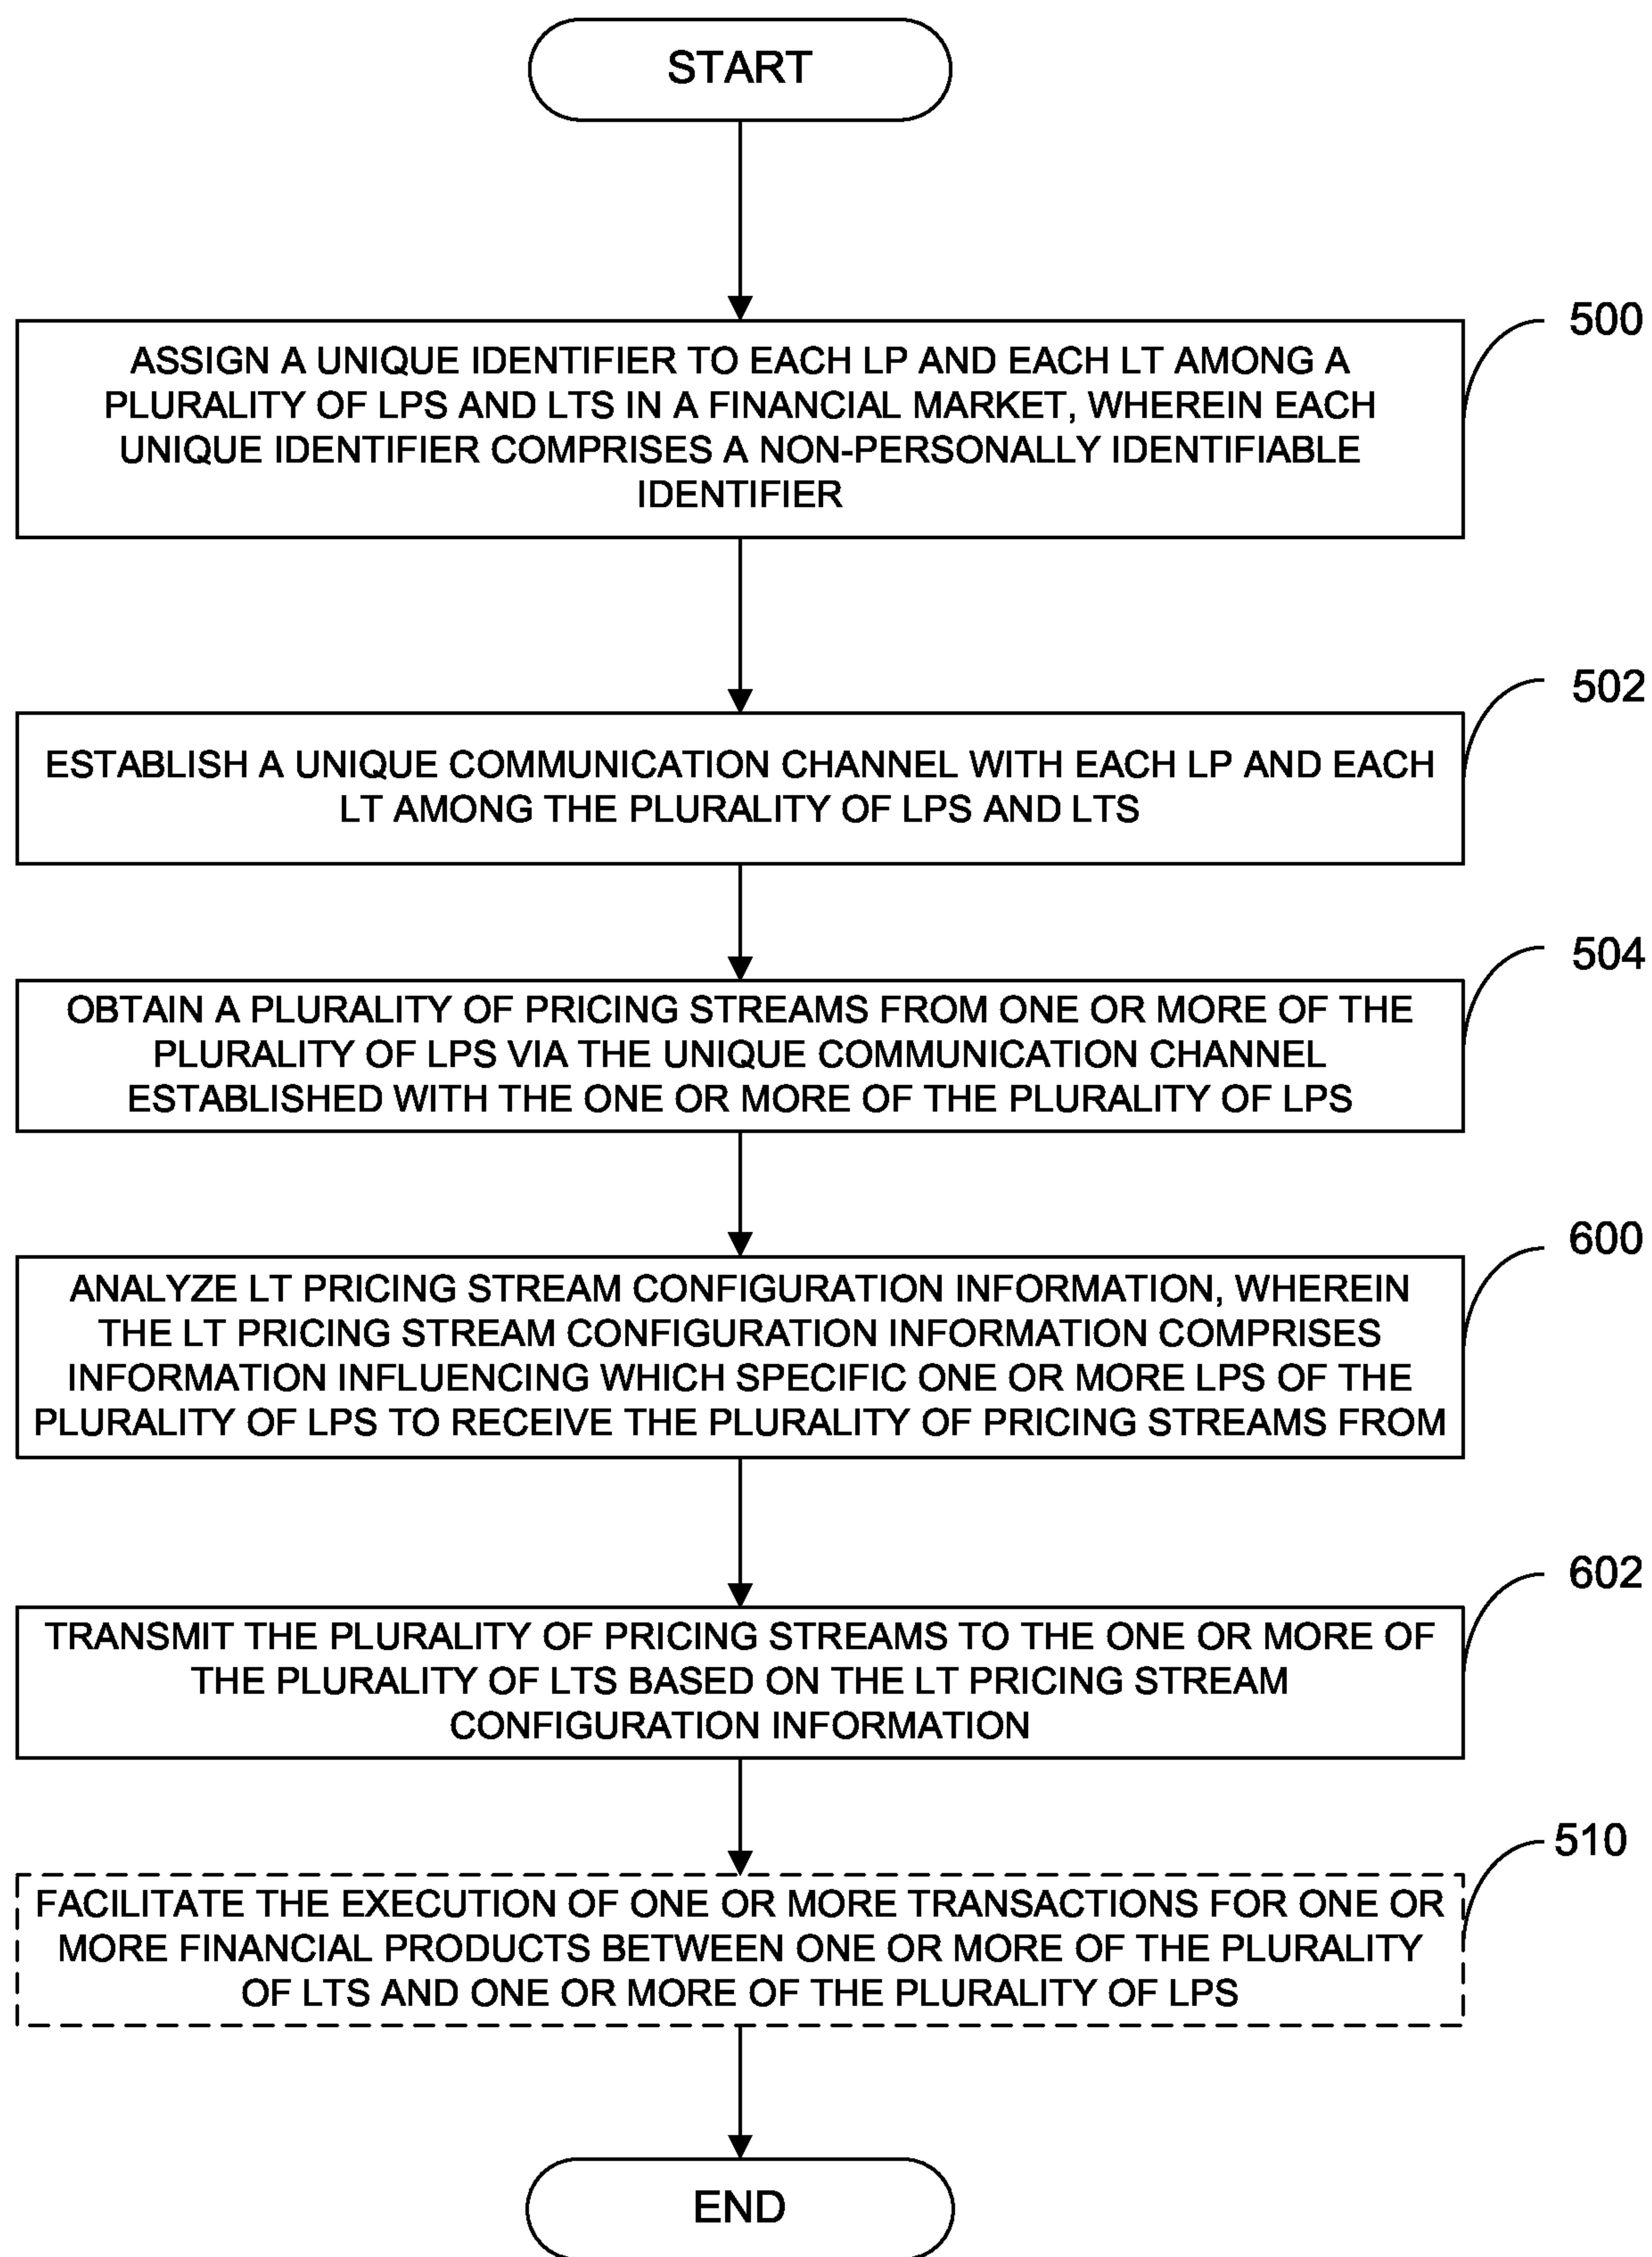 START
500
ASSIGN A UNIQUE IDENTIFIER TO EACH LP AND EACH LT AMONG A
PLURALITY OF LPS AND LTS IN A FINANCIAL MARKET, WHEREIN EACH
UNIQUE IDENTIFIER COMPRISES A NON-PERSONALLY IDENTIFIABLE
IDENTIFIER
502
ESTABLISH A UNIQUE COMMUNICATION CHANNEL WITH EACH LP AND EACH
LT AMONG THE PLURALITY OF LPS AND LTS
504
OBTAIN A PLURALITY OF PRICING STREAMS FROM ONE OR MORE OF THE
PLURALITY OF LPS VIA THE UNIQUE COMMUNICATION CHANNEL
ESTABLISHED WITH THE ONE OR MORE OF THE PLURALITY OF LPS
600
ANALYZE LT PRICING STREAM CONFIGURATION INFORMATION, WHEREIN
THE LT PRICING STREAM CONFIGURATION INFORMATION COMPRISES
INFORMATION INFLUENCING WHICH SPECIFIC ONE OR MORE LPS OF THE
PLURALITY OF LPS TO RECEIVE THE PLURALITY OF PRICING STREAMS FROM
602
TRANSMIT THE PLURALITY OF PRICING STREAMS TO THE ONE OR MORE OF
THE PLURALITY OF LTS BASED ON THE LT PRICING STREAM
CONFIGURATION INFORMATION
510
FACILITATE THE EXECUTION OF ONE OR MORE TRANSACTIONS FOR ONE OR
MORE FINANCIAL PRODUCTS BETWEEN ONE OR MORE OF THE PLURALITY
OF LTS AND ONE OR MORE OF THE PLURALITY OF LPS
END